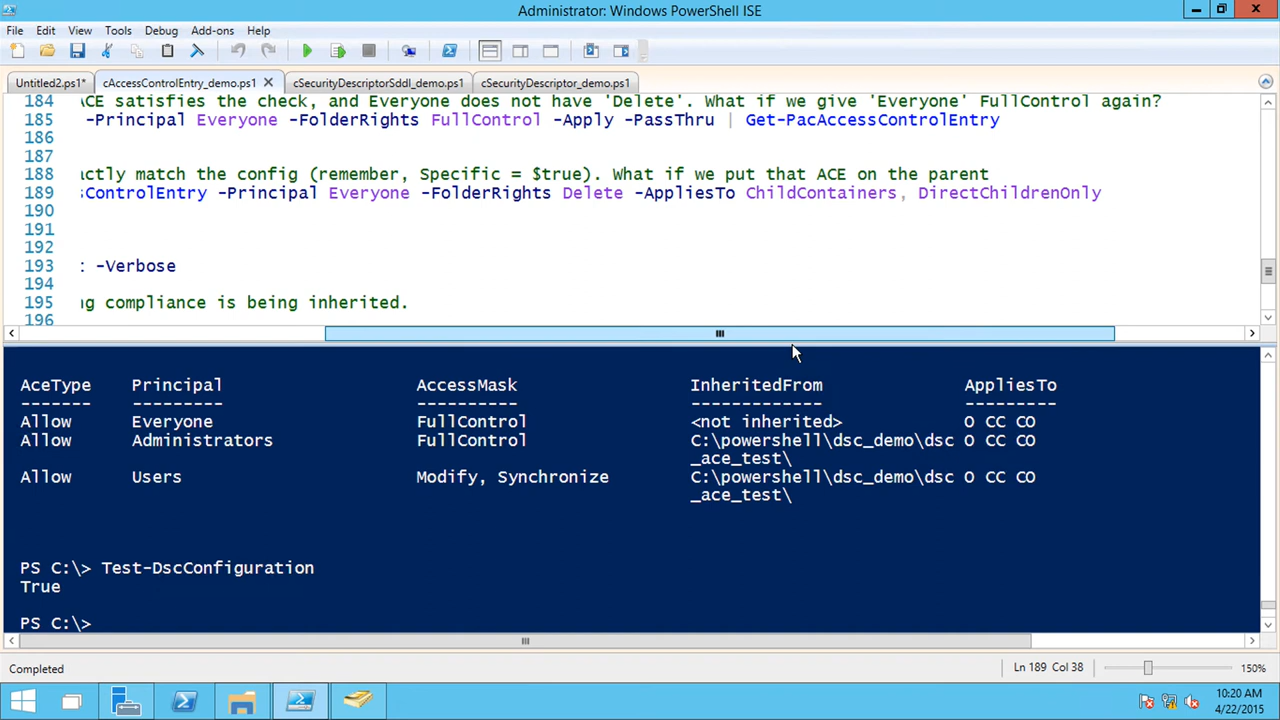 Administrator: Windows PowerShell ISE
File Edit View Tools Debug Add-ons Help
Untitled2.ps1* cAccessControlEntry_demo.ps1 cSecurityDescriptorSddl_demo.ps1 cSecurityDescriptor_demo.ps1
184 ACE satisfies the check, and Everyone does not have 'Delete'. What if we give 'Everyone' FullControl again?
185 -Principal Everyone -FolderRights FullControl -Apply -PassThru | Get-PacAccessControlEntry
186
187
188 actly match the config (remember, Specific = $true). What if we put that ACE on the parent
189 sControlEntry -Principal Everyone -FolderRights Delete -AppliesTo ChildContainers, DirectChildrenOnly
190
191
192
193 : -Verbose
194
195 ng compliance is being inherited.
196
AceType Principal AccessMask InheritedFrom AppliesTo
------- --------- ---------- ------------- ---------
Allow Everyone FullControl <not inherited> O CC CO
Allow Administrators FullControl C:\powershell\dsc_demo\dsc O CC CO
_ace_test\
Allow Users Modify, Synchronize C:\powershell\dsc_demo\dsc O CC CO
_ace_test\
PS C:\> Test-DscConfiguration
True
PS C:\>
Completed Ln 189 Col 38 150%
10:20 AM
4/22/2015